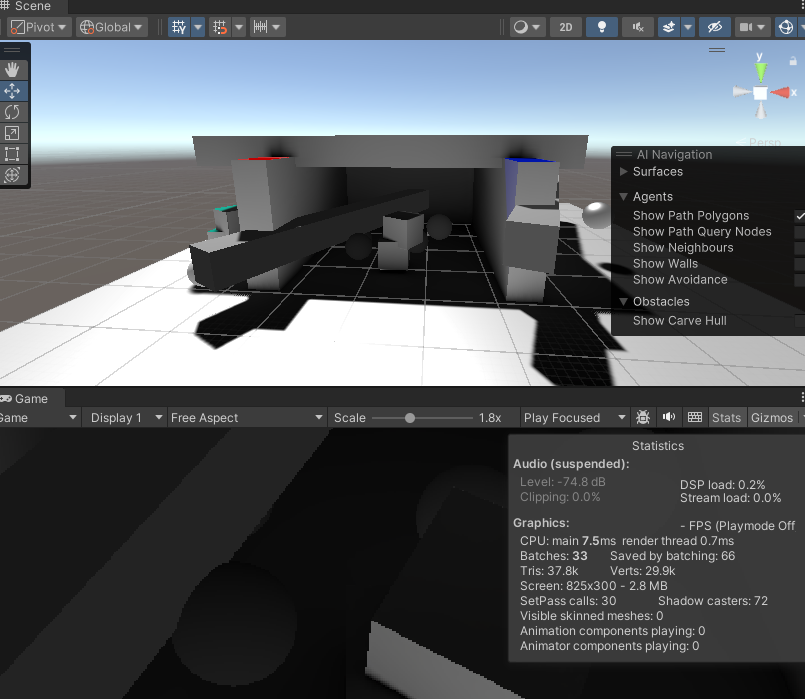 Scene
Pivot Global 2D
y
x
Persp
AI Navigation
Surfaces
Agents
Show Path Polygons
Show Path Query Nodes
Show Neighbours
Show Walls
Show Avoidance
Obstacles
Show Carve Hull
Game
Game Display 1 Free Aspect Scale 1.8x Play Focused Stats Gizmos
Statistics
Audio (suspended):
Level: -74.8 dB DSP load: 0.2%
Clipping: 0.0% Stream load: 0.0%
Graphics: - FPS (Playmode Off
CPU: main 7.5ms render thread 0.7ms
Batches: 33 Saved by batching: 66
Tris: 37.8k Verts: 29.9k
Screen: 825x300 - 2.8 MB
SetPass calls: 30 Shadow casters: 72
Visible skinned meshes: 0
Animation components playing: 0
Animator components playing: 0